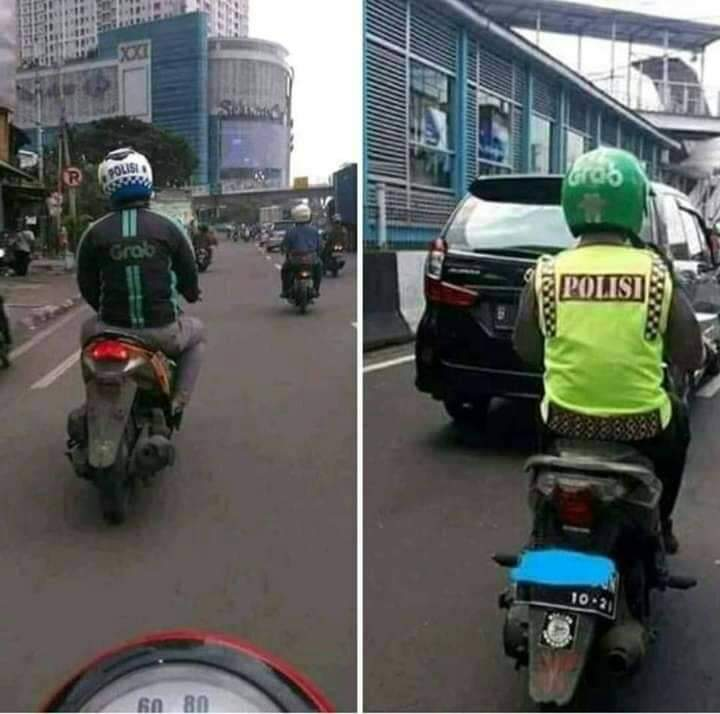 XXI
POLISI
P
Grab
60 80
Grab
POLISI
B
10·21